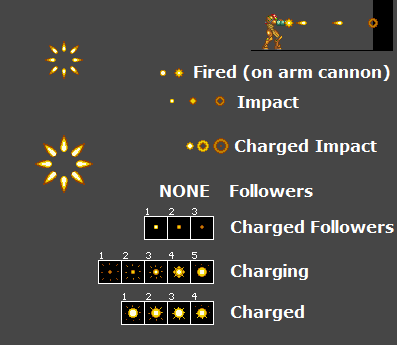 Fired (on arm cannon)
Impact
Charged Impact
NONE Followers
1 2 3
Charged Followers
1 2 3 4 5
Charging
1 2 3 4
Charged